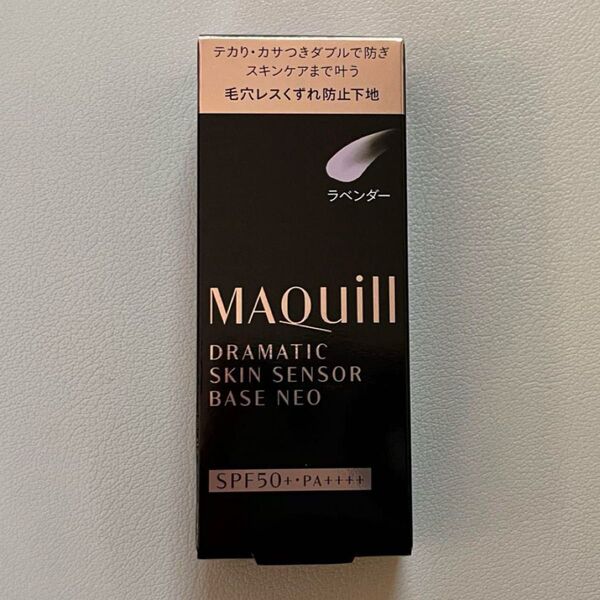 テカり・カサつきダブルで防ぎ
スキンケアまで叶う
毛穴レスくずれ防止下地
ラベンダー
MAQuill
DRAMATIC
SKIN SENSOR
BASE NEO
SPF50+・PA++++